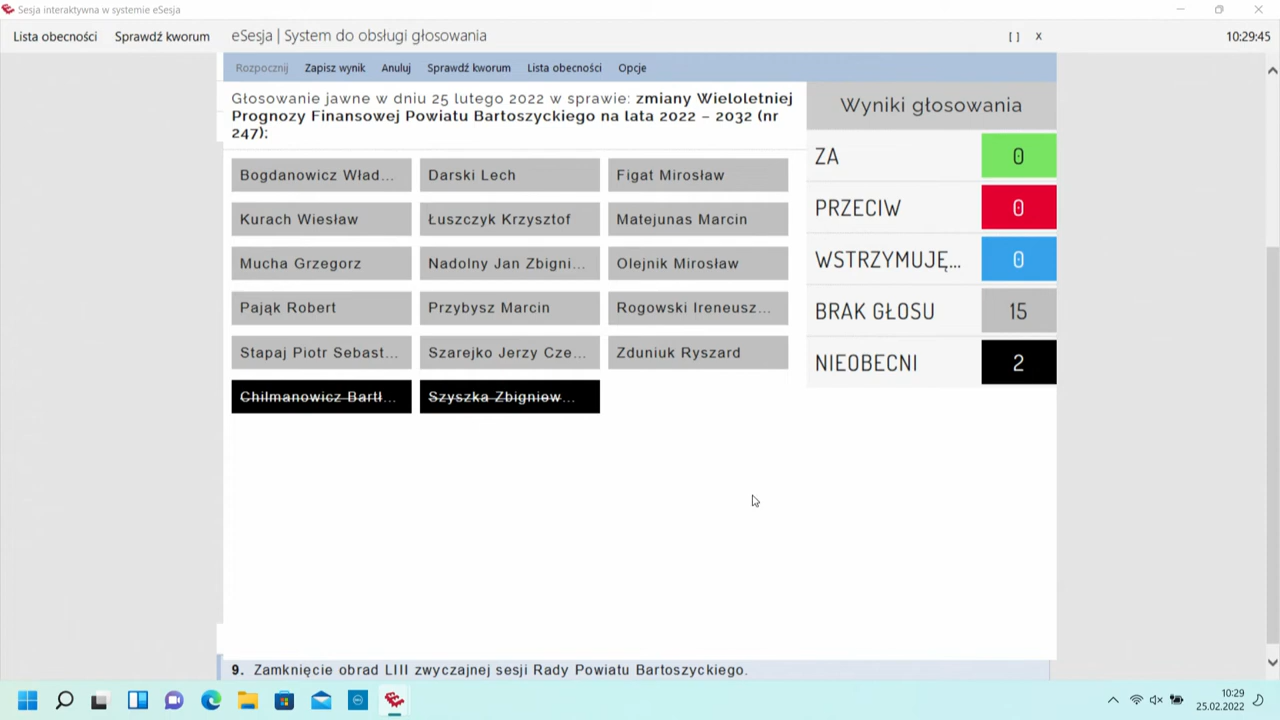 Sesja interaktywna w systemie eSesja
Lista obecności Sprawdź kworum eSesja | System do obsługi głosowania [ ] x 10:29:45
Rozpocznij Zapisz wynik Anuluj Sprawdź kworum Lista obecności Opcje
Głosowanie jawne w dniu 25 lutego 2022 w sprawie: zmiany Wieloletniej
Prognozy Finansowej Powiatu Bartoszyckiego na lata 2022 – 2032 (nr
247);
Bogdanowicz Wład... Darski Lech Figat Mirosław
Kurach Wiesław Łuszczyk Krzysztof Matejunas Marcin
Mucha Grzegorz Nadolny Jan Zbigni... Olejnik Mirosław
Pająk Robert Przybysz Marcin Rogowski Ireneusz...
Stapaj Piotr Sebast... Szarejko Jerzy Cze... Zduniuk Ryszard
Chilmanowicz Bartł... Szyszka Zbigniew...
Wyniki głosowania
ZA 0
PRZECIW 0
WSTRZYMUJĘ... 0
BRAK GŁOSU 15
NIEOBECNI 2
9. Zamknięcie obrad LIII zwyczajnej sesji Rady Powiatu Bartoszyckiego.
10:29
25.02.2022